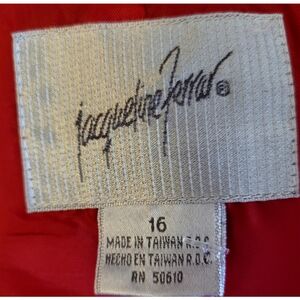 Jacqueline Ferrar®
16
MADE IN TAIWAN R.O.C.
HECHO EN TAIWAN R.O.C.
RN 50610